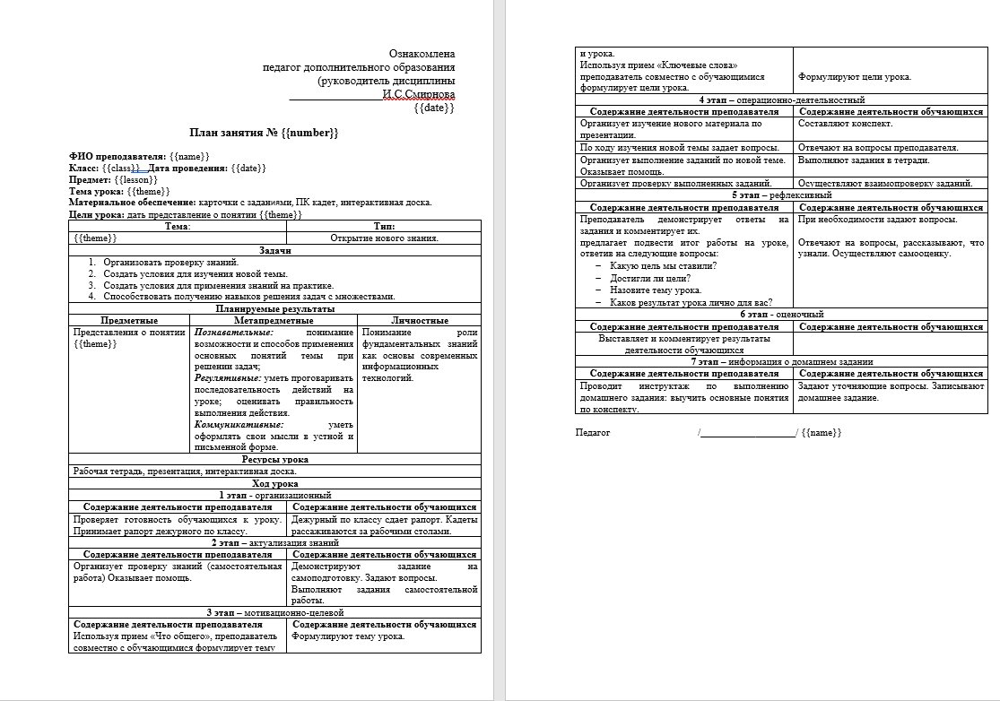 Ознакомлена
педагог дополнительного образования
(руководитель дисциплины
________________И.С.Смирнова
{{date}}
План занятия № {{number}}
ФИО преподавателя: {{name}}
Класс: {{class}} Дата проведения: {{date}}
Предмет: {{lesson}}
Тема урока: {{theme}}
Материальное обеспечение: карточки с заданиями, ПК кадет, интерактивная доска.
Цели урока: дать представление о понятии {{theme}}
Тема: Тип:
{{theme}} Открытие нового знания.
Задачи
1. Организовать проверку знаний.
2. Создать условия для изучения новой темы.
3. Создать условия для применения знаний на практике.
4. Способствовать получению навыков решения задач с множествами.
Планируемые результаты
Предметные Метапредметные Личностные
Представления о понятии
{{theme}}
Познавательные: понимание
возможности и способов применения
основных понятий темы при
решении задач;
Регулятивные: уметь проговаривать
последовательность действий на
уроке; оценивать правильность
выполнения действия.
Коммуникативные: уметь
оформлять свои мысли в устной и
письменной форме.
Понимание роли
фундаментальных знаний
как основы современных
информационных
технологий.
Ресурсы урока
Рабочая тетрадь, презентация, интерактивная доска.
Ход урока
1 этап - организационный
Содержание деятельности преподавателя Содержание деятельности обучающихся
Проверяет готовность обучающихся к уроку.
Принимает рапорт дежурного по классу.
Дежурный по классу сдает рапорт. Кадеты
рассаживаются за рабочими столами.
2 этап – актуализация знаний
Содержание деятельности преподавателя Содержание деятельности обучающихся
Организует проверку знаний (самостоятельная
работа) Оказывает помощь.
Демонстрируют задание на
самоподготовку. Задают вопросы.
Выполняют задания самостоятельной
работы.
3 этап – мотивационно-целевой
Содержание деятельности преподавателя Содержание деятельности обучающихся
Используя прием «Что общего», преподаватель
совместно с обучающимися формулирует тему
Формулируют тему урока.
и урока.
Используя прием «Ключевые слова»
преподаватель совместно с обучающимися
формулирует цели урока.
Формулируют цели урока.
4 этап – операционно-деятельностный
Содержание деятельности преподавателя Содержание деятельности обучающихся
Организует изучение нового материала по
презентации.
Составляют конспект.
По ходу изучения новой темы задает вопросы. Отвечают на вопросы преподавателя.
Организует выполнение заданий по новой теме.
Оказывает помощь.
Выполняют задания в тетради.
Организует проверку выполненных заданий. Осуществляют взаимопроверку заданий.
5 этап – рефлексивный
Содержание деятельности преподавателя Содержание деятельности обучающихся
Преподаватель демонстрирует ответы на
задания и комментирует их.
предлагает подвести итог работы на уроке,
ответив на следующие вопросы:
– Какую цель мы ставили?
– Достигли ли цели?
– Назовите тему урока.
– Каков результат урока лично для вас?
При необходимости задают вопросы.
Отвечают на вопросы, рассказывают, что
узнали. Осуществляют самооценку.
6 этап - оценочный
Содержание деятельности преподавателя Содержание деятельности обучающихся
Выставляет и комментирует результаты
деятельности обучающихся
7 этап – информация о домашнем задании
Содержание деятельности преподавателя Содержание деятельности обучающихся
Проводит инструктаж по выполнению
домашнего задания: выучить основные понятия
по конспекту.
Задают уточняющие вопросы. Записывают
домашнее задание.
Педагог /____________________/ {{name}}